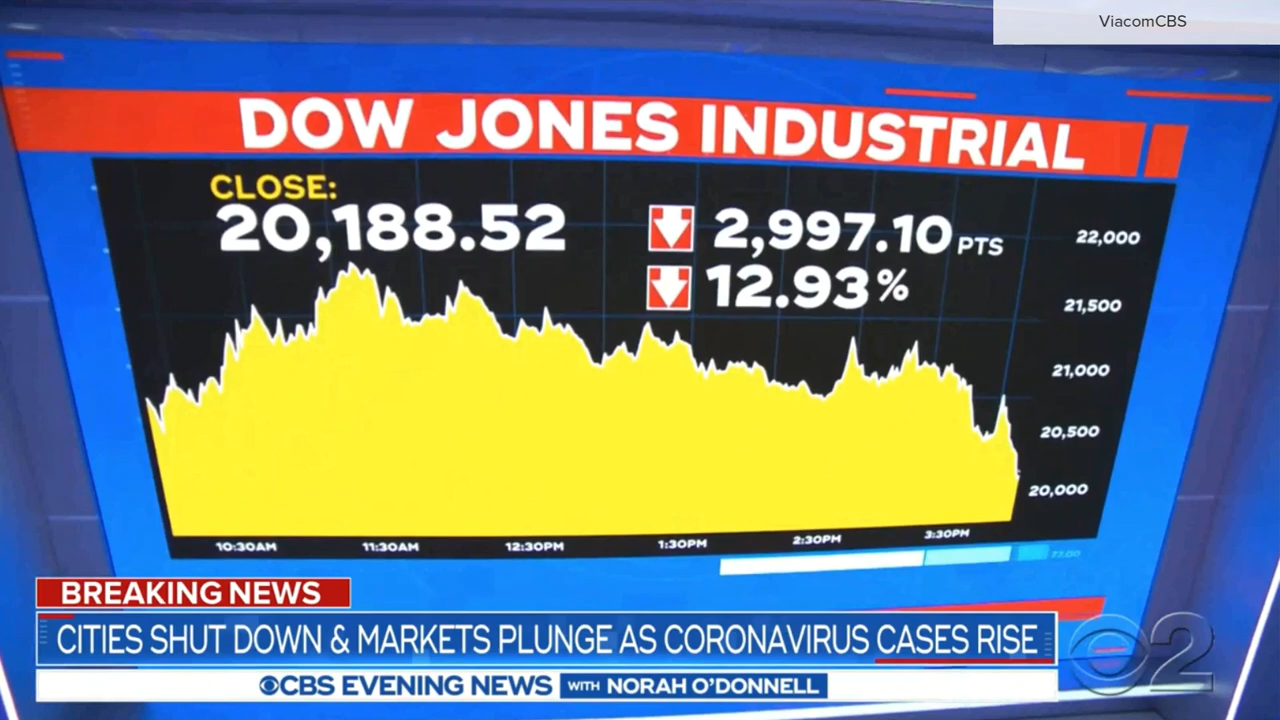 ViacomCBS
DOW JONES INDUSTRIAL
CLOSE:
20,188.52
2,997.10 PTS
12.93%
22,000
21,500
21,000
20,500
20,000
10:30AM 11:30AM 12:30PM 1:30PM 2:30PM 3:30PM
BREAKING NEWS
CITIES SHUT DOWN & MARKETS PLUNGE AS CORONAVIRUS CASES RISE
CBS EVENING NEWS WITH NORAH O'DONNELL
2